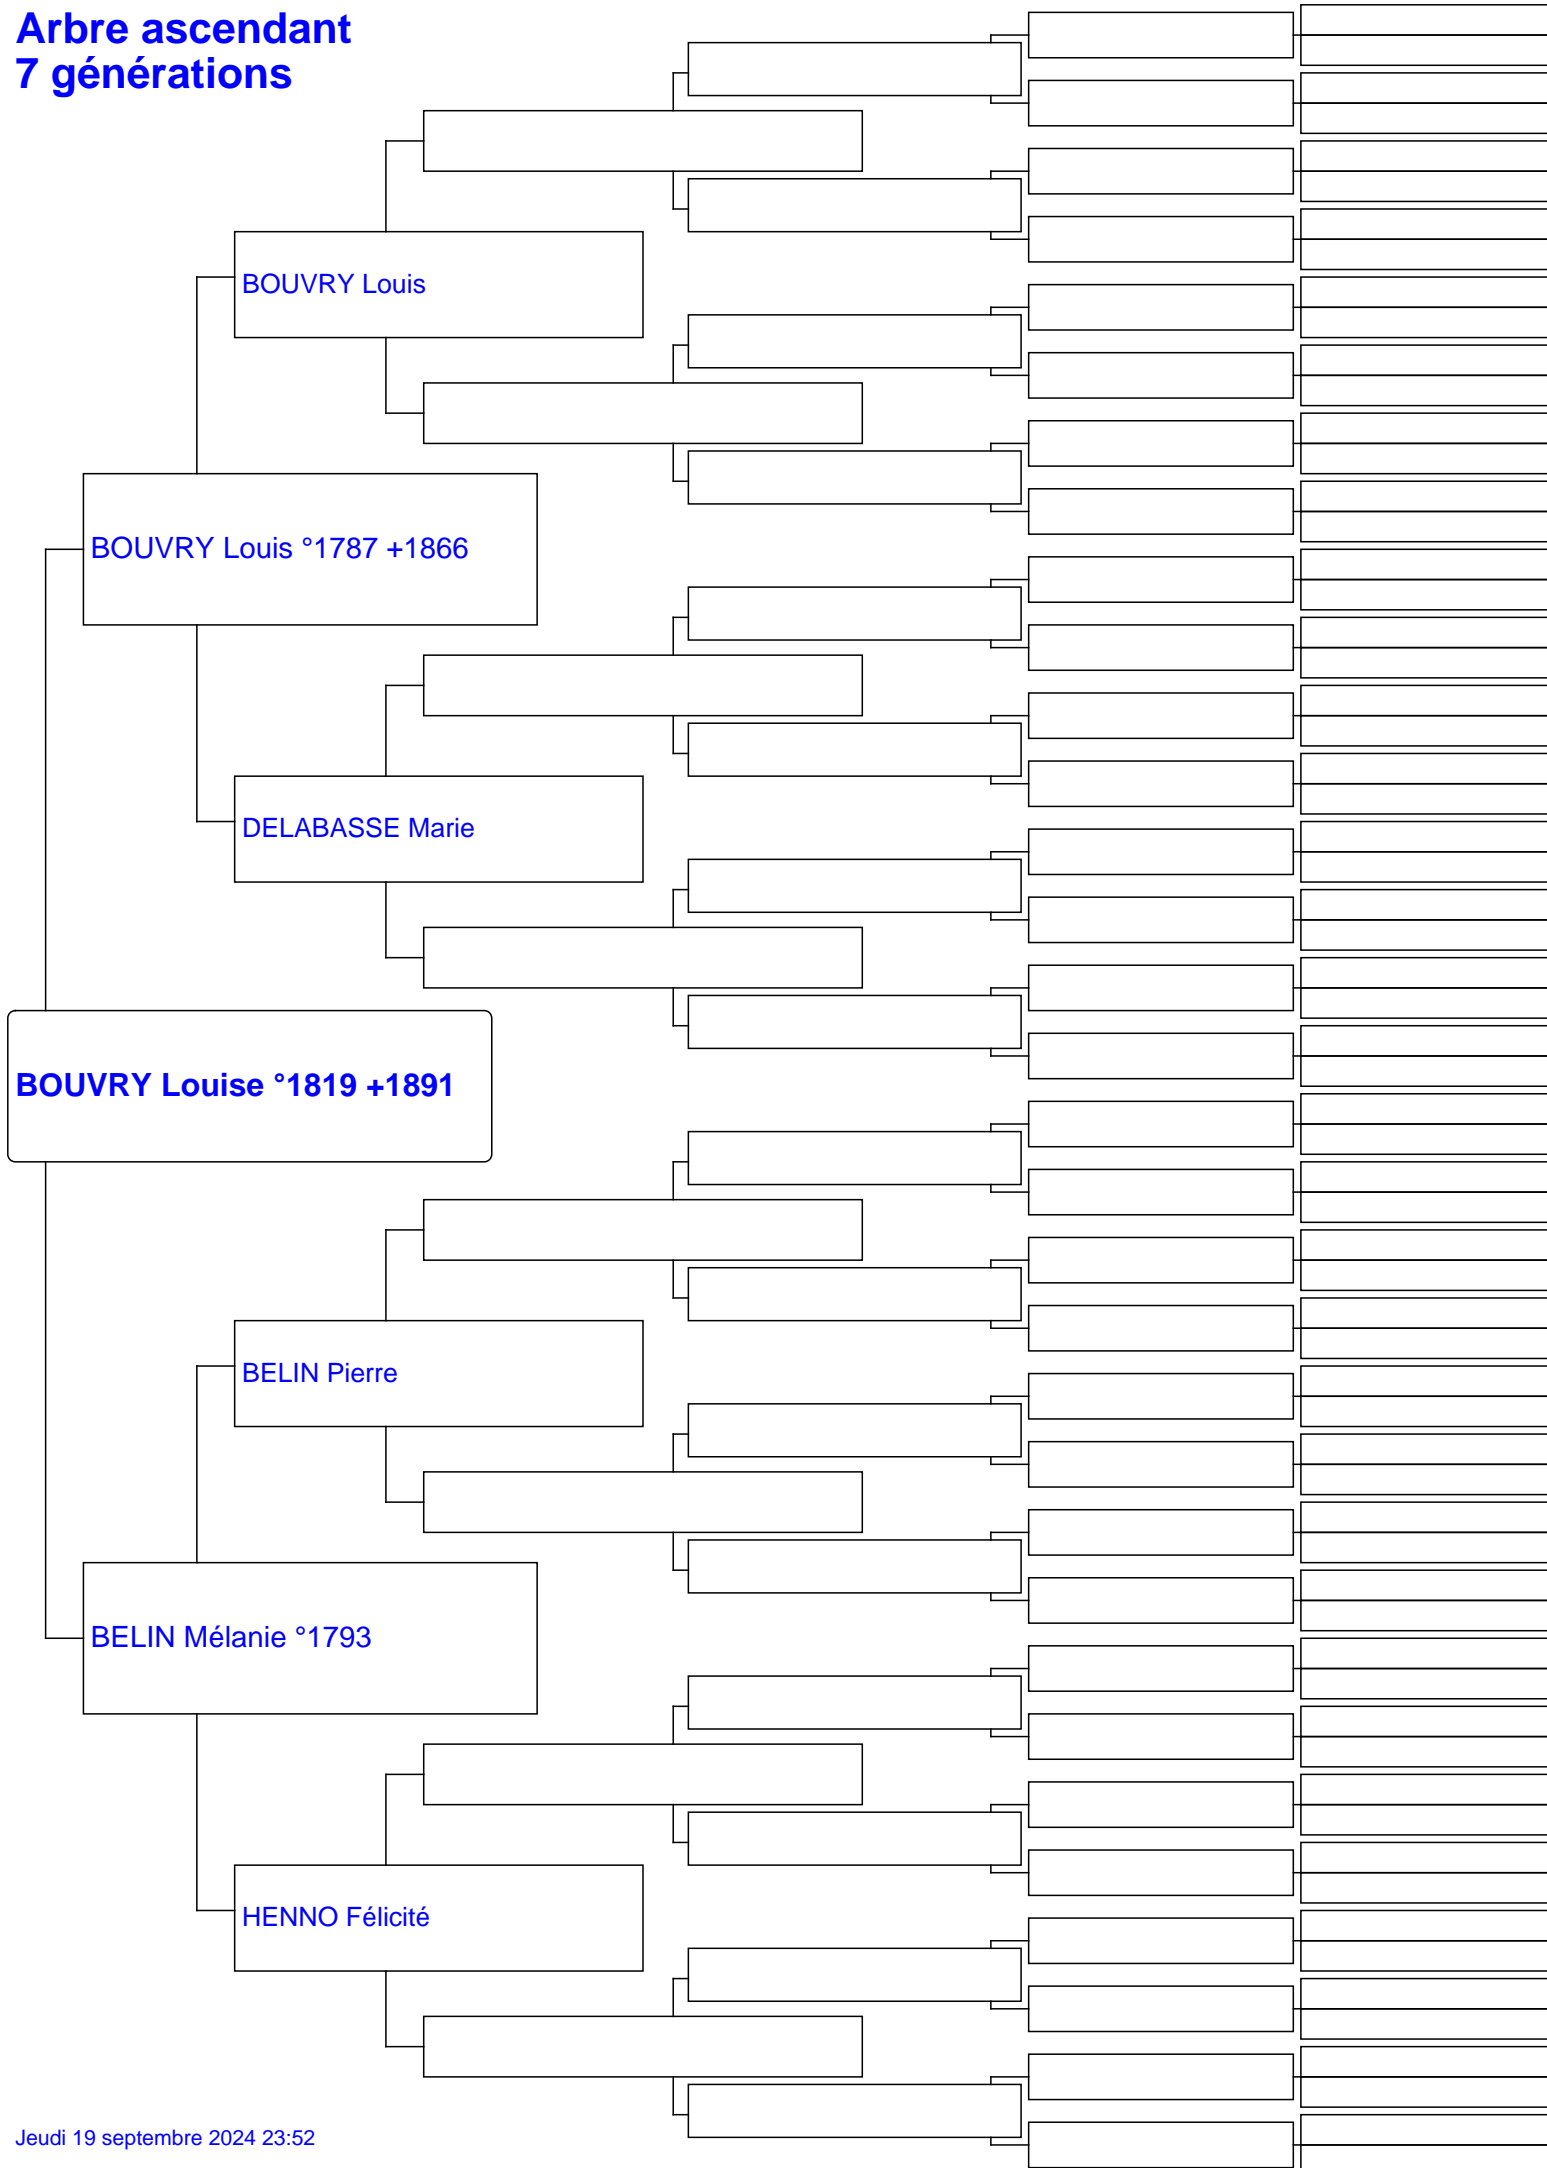 Arbre ascendant
7 générations
BOUVRY Louis
BOUVRY Louis °1787 +1866
DELABASSE Marie
BOUVRY Louise °1819 +1891
BELIN Pierre
BELIN Mélanie °1793
HENNO Félicité
Jeudi 19 septembre 2024 23:52